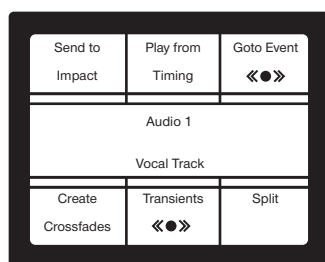 Send to Play from Goto Event
Impact Timing «●»
Audio 1
Vocal Track
Create Transients Split
Crossfades «●»